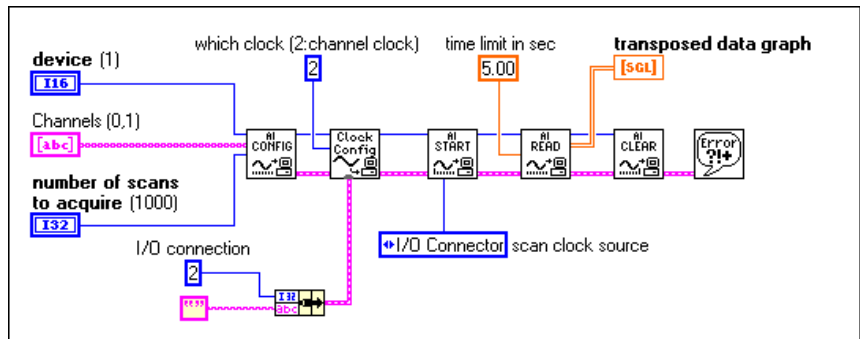 which clock (2:channel clock)
time limit in sec
transposed data graph
device (1)
2
5.00
[SGL]
I16
Channels (0,1)
[abc]
AI
CONFIG
Clock
Config
AI
START
AI
READ
AI
CLEAR
Error
?!+
number of scans
to acquire (1000)
I32
I/O connection
I/O Connector
scan clock source
2
I32
abc
""